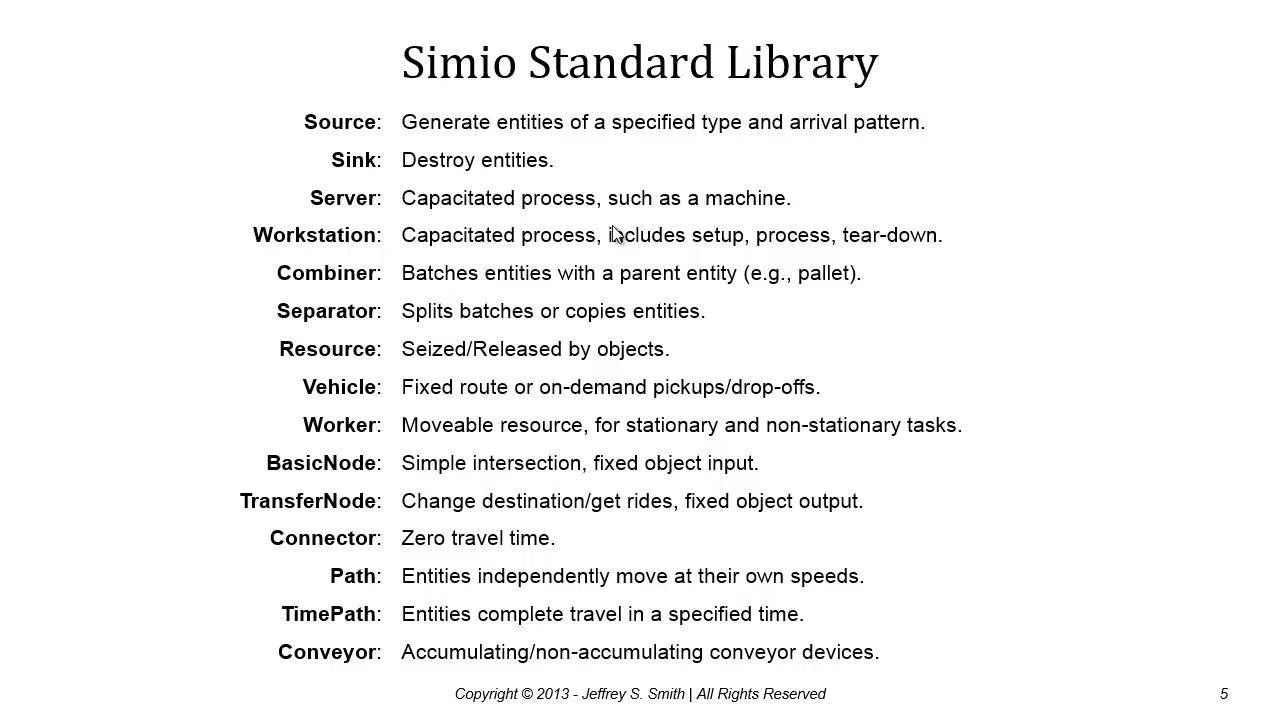 Simio Standard Library
Source: Generate entities of a specified type and arrival pattern.
Sink: Destroy entities.
Server: Capacitated process, such as a machine.
Workstation: Capacitated process, includes setup, process, tear-down.
Combiner: Batches entities with a parent entity (e.g., pallet).
Separator: Splits batches or copies entities.
Resource: Seized/Released by objects.
Vehicle: Fixed route or on-demand pickups/drop-offs.
Worker: Moveable resource, for stationary and non-stationary tasks.
BasicNode: Simple intersection, fixed object input.
TransferNode: Change destination/get rides, fixed object output.
Connector: Zero travel time.
Path: Entities independently move at their own speeds.
TimePath: Entities complete travel in a specified time.
Conveyor: Accumulating/non-accumulating conveyor devices.
Copyright © 2013 - Jeffrey S. Smith | All Rights Reserved
5